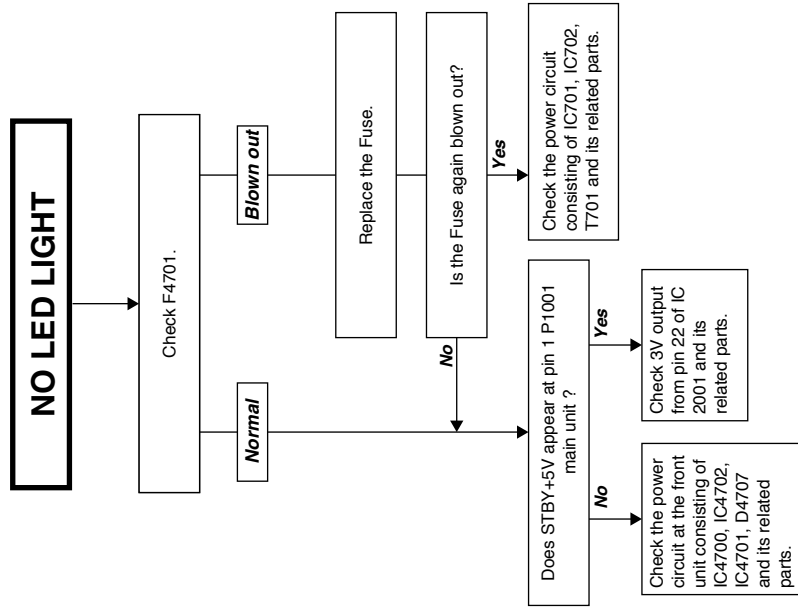 NO LED LIGHT
Check F4701.
Normal
Blown out
Replace the Fuse.
Is the Fuse again blown out?
No
Yes
Does STBY+5V appear at pin 1 P1001
main unit ?
Check the power circuit
consisting of IC701, IC702,
T701 and its related parts.
No
Yes
Check the power
circuit at the front
unit consisting of
IC4700, IC4702,
IC4701, D4707
and its related
parts.
Check 3V output
from pin 22 of IC
2001 and its
related parts.